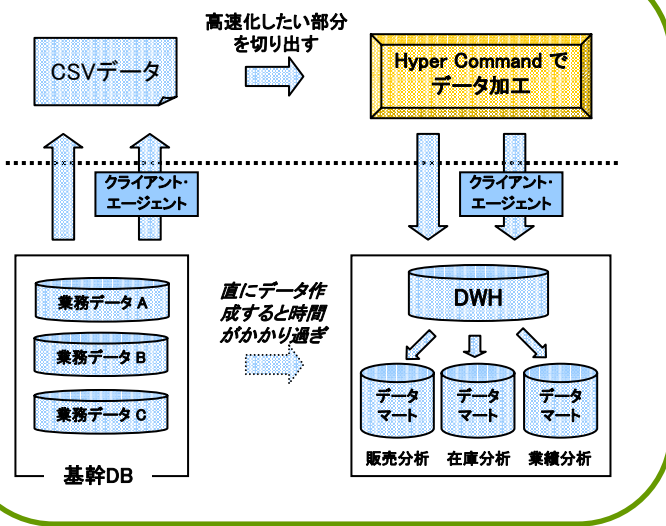 高速化したい部分
を切り出す
CSVデータ
Hyper Command で
データ加工
クライアント・
エージェント
クライアント・
エージェント
業務データ A
業務データ B
業務データ C
基幹DB
直にデータ作
成すると時間
がかかり過ぎ
DWH
データ
マート
データ
マート
データ
マート
販売分析
在庫分析
業績分析